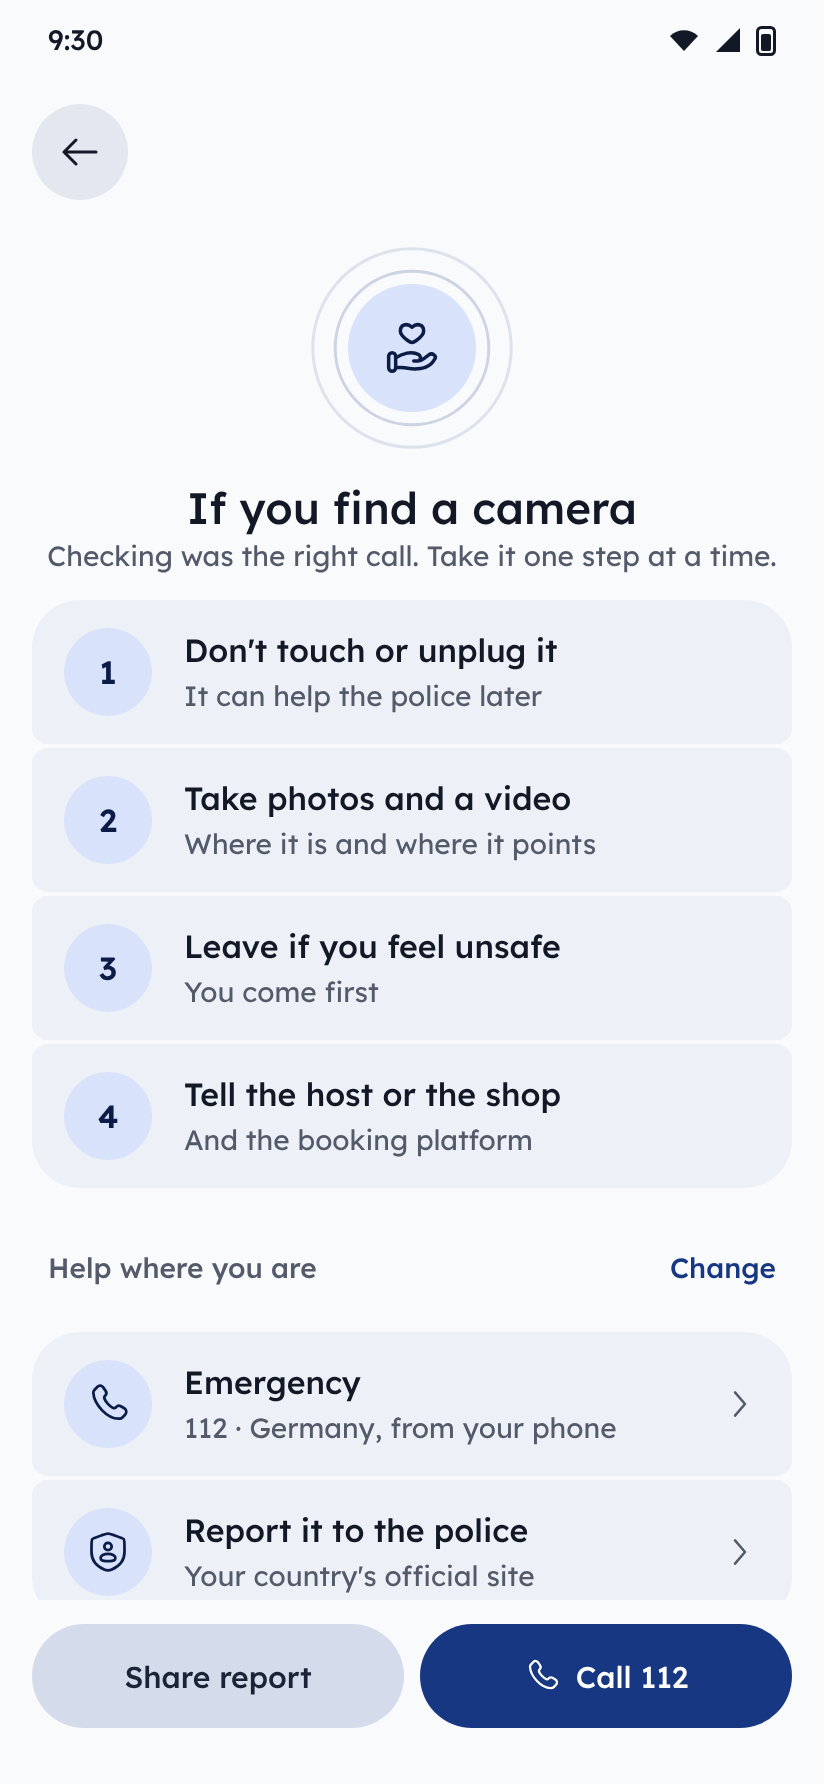 9:30
If you find a camera
Checking was the right call. Take it one step at a time.
1
Don't touch or unplug it
It can help the police later
2
Take photos and a video
Where it is and where it points
3
Leave if you feel unsafe
You come first
4
Tell the host or the shop
And the booking platform
Help where you are
Change
Emergency
112 · Germany, from your phone
Report it to the police
Your country's official site
Share report
Call 112